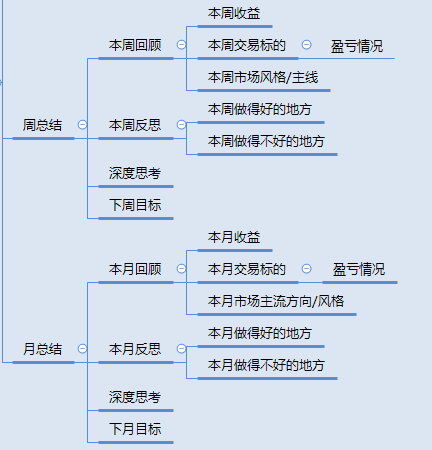 周总结
本周回顾
本周收益
本周交易标的
盈亏情况
本周市场风格/主线
本周反思
本周做得好的地方
本周做得不好的地方
深度思考
下周目标
月总结
本月回顾
本月收益
本月交易标的
盈亏情况
本月市场主流方向/风格
本月反思
本月做得好的地方
本月做得不好的地方
深度思考
下月目标